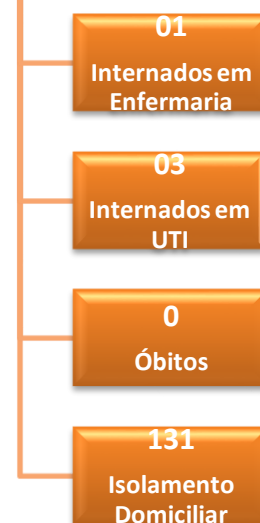 01
Internados em
Enfermaria
03
Internados em
UTI
0
Óbitos
131
Isolamento
Domiciliar